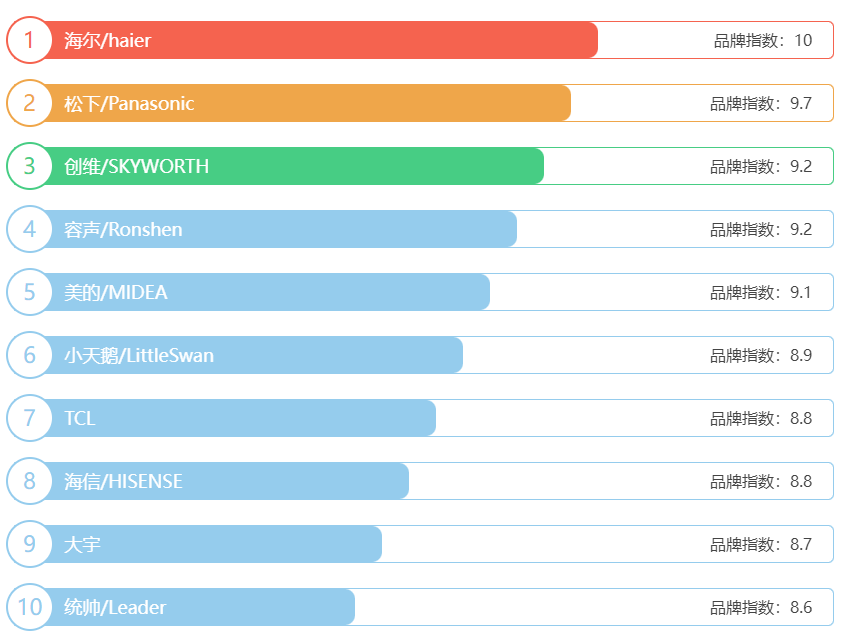 1 海尔/haier 品牌指数：10
2 松下/Panasonic 品牌指数：9.7
3 创维/SKYWORTH 品牌指数：9.2
4 容声/Ronshen 品牌指数：9.2
5 美的/MIDEA 品牌指数：9.1
6 小天鹅/LittleSwan 品牌指数：8.9
7 TCL 品牌指数：8.8
8 海信/HISENSE 品牌指数：8.8
9 大宇 品牌指数：8.7
10 统帅/Leader 品牌指数：8.6